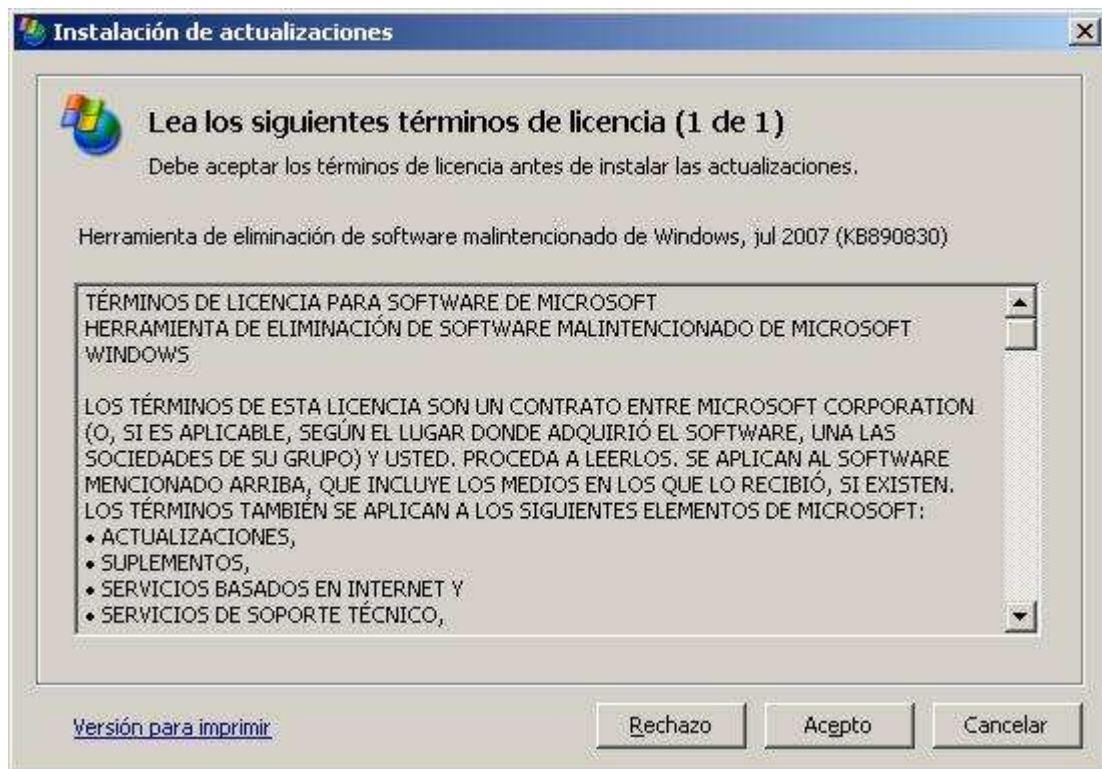 Instalación de actualizaciones
Lea los siguientes términos de licencia (1 de 1)
Debe aceptar los términos de licencia antes de instalar las actualizaciones.
Herramienta de eliminación de software malintencionado de Windows, jul 2007 (KB890830)
TÉRMINOS DE LICENCIA PARA SOFTWARE DE MICROSOFT
HERRAMIENTA DE ELIMINACIÓN DE SOFTWARE MALINTENCIONADO DE MICROSOFT
WINDOWS
LOS TÉRMINOS DE ESTA LICENCIA SON UN CONTRATO ENTRE MICROSOFT CORPORATION
(O, SI ES APLICABLE, SEGÚN EL LUGAR DONDE ADQUIRIÓ EL SOFTWARE, UNA LAS
SOCIEDADES DE SU GRUPO) Y USTED. PROCEDA A LEERLOS. SE APLICAN AL SOFTWARE
MENCIONADO ARRIBA, QUE INCLUYE LOS MEDIOS EN LOS QUE LO RECIBIÓ, SI EXISTEN.
LOS TÉRMINOS TAMBIÉN SE APLICAN A LOS SIGUIENTES ELEMENTOS DE MICROSOFT:
• ACTUALIZACIONES,
• SUPLEMENTOS,
• SERVICIOS BASADOS EN INTERNET Y
• SERVICIOS DE SOPORTE TÉCNICO,
Versión para imprimir
Rechazo
Acepto
Cancelar